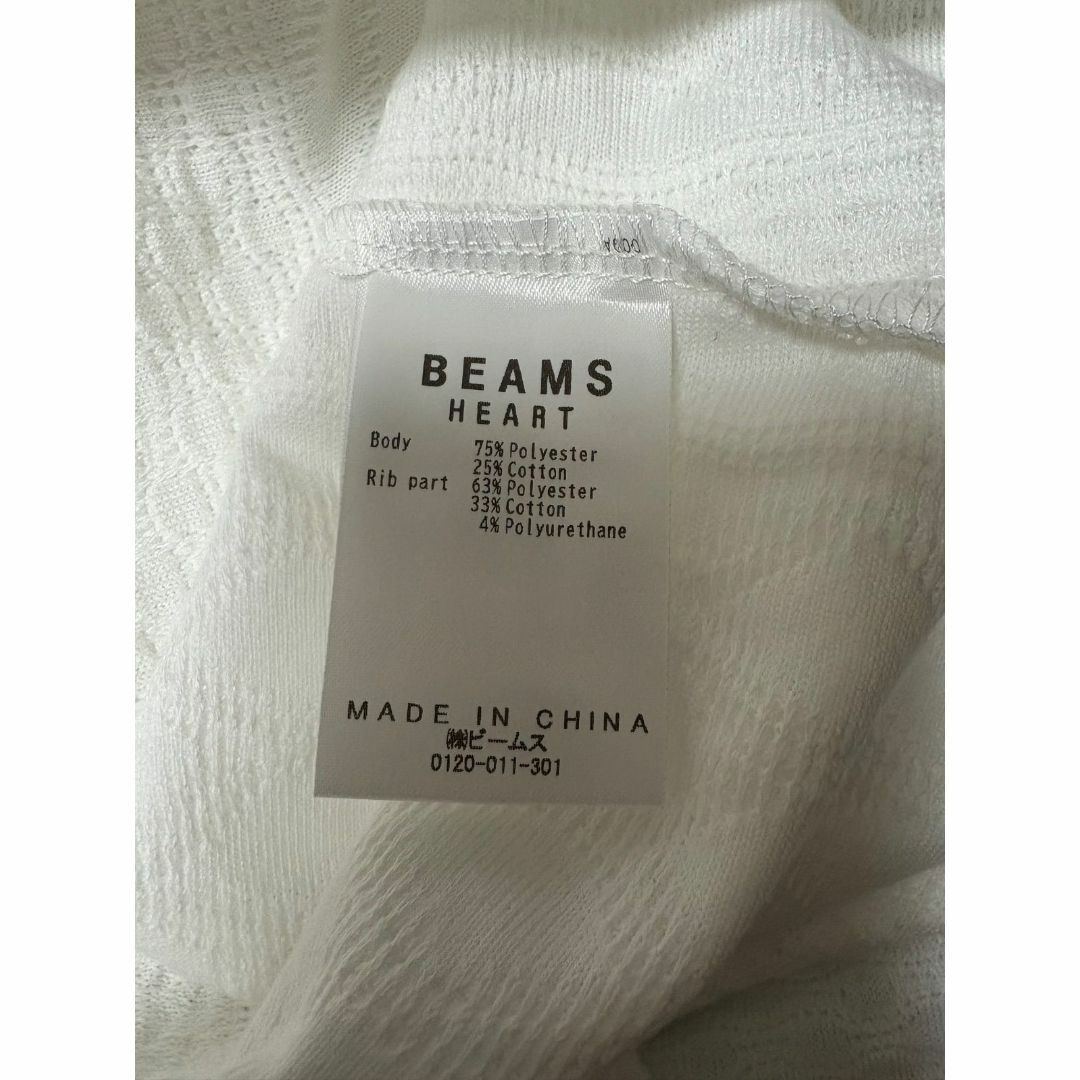 BEAMS
HEART
Body 75% Polyester
25% Cotton
Rib part 63% Polyester
33% Cotton
4% Polyurethane
MADE IN CHINA
㈱ビームス
0120-011-301